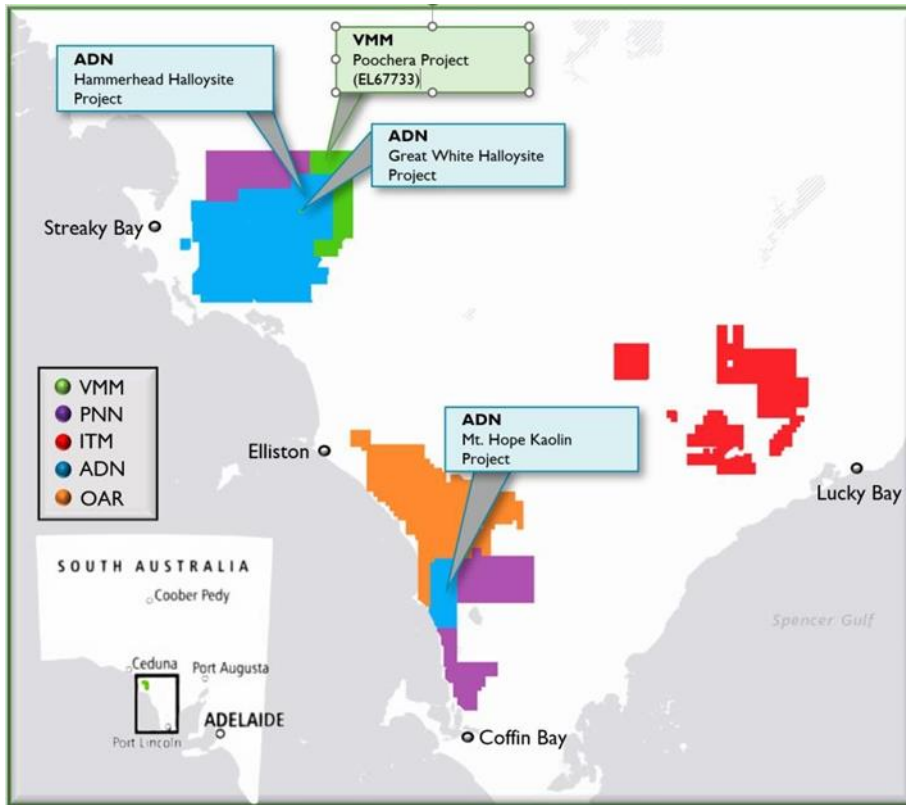 VMM
Poochera Project
(EL67733)
ADN
Hammerhead Halloysite
Project
ADN
Great White Halloysite
Project
Streaky Bay
VMM
PNN
ITM
ADN
OAR
Elliston
ADN
Mt. Hope Kaolin
Project
Lucky Bay
SOUTH AUSTRALIA
Coober Pedy
Ceduna
Port Augusta
ADELAIDE
Port Lincoln
Spencer Gulf
Coffin Bay